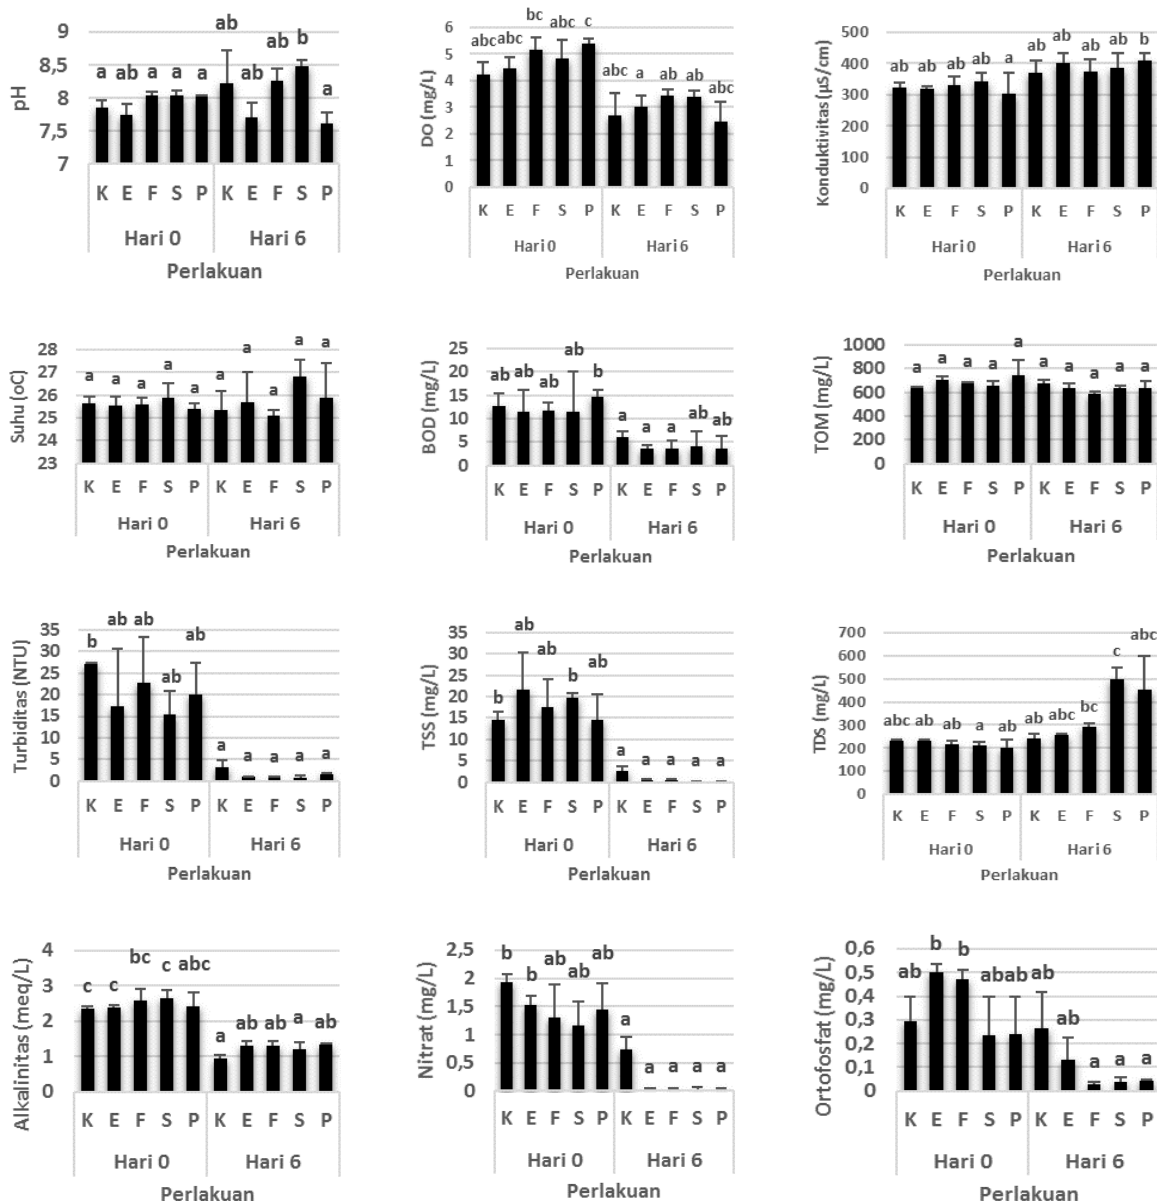 pH
9
8,5
8
7,5
7
a ab a a a ab ab ab b a
K E F S P K E F S P
Hari 0 Hari 6
Perlakuan
DO (mg/L)
6
5
4
3
2
1
0
abc abc bc abc c abc a ab ab abc
K E F S P K E F S P
Hari 0 Hari 6
Perlakuan
Konduktivitas (µS/cm)
500
400
300
200
100
0
ab ab ab ab a ab ab ab ab b
K E F S P K E F S P
Hari 0 Hari 6
Perlakuan
Suhu (oC)
28
27
26
25
24
23
a a a a a a a a a a
K E F S P K E F S P
Hari 0 Hari 6
Perlakuan
BOD (mg/L)
25
20
15
10
5
0
ab ab ab ab b a a a ab ab
K E F S P K E F S P
Hari 0 Hari 6
Perlakuan
TOM (mg/L)
1000
800
600
400
200
0
a a a a a a a a a a
K E F S P K E F S P
Hari 0 Hari 6
Perlakuan
Turbiditas (NTU)
35
30
25
20
15
10
5
0
b ab ab ab ab a a a a a
K E F S P K E F S P
Hari 0 Hari 6
Perlakuan
TSS (mg/L)
35
30
25
20
15
10
5
0
b ab ab b ab a a a a a
K E F S P K E F S P
Hari 0 Hari 6
Perlakuan
TDS (mg/L)
700
600
500
400
300
200
100
0
abc ab ab a ab ab abc bc c abc
K E F S P K E F S P
Hari 0 Hari 6
Perlakuan
Alkalinitas (meq/L)
4
3
2
1
0
c c bc c abc a ab ab a ab
K E F S P K E F S P
Hari 0 Hari 6
Perlakuan
Nitrat (mg/L)
2,5
2
1,5
1
0,5
0
b b ab ab ab a a a a a
K E F S P K E F S P
Hari 0 Hari 6
Perlakuan
Ortofosfat (mg/L)
0,6
0,5
0,4
0,3
0,2
0,1
0
ab b b ab ab ab ab a a a
K E F S P K E F S P
Hari 0 Hari 6
Perlakuan